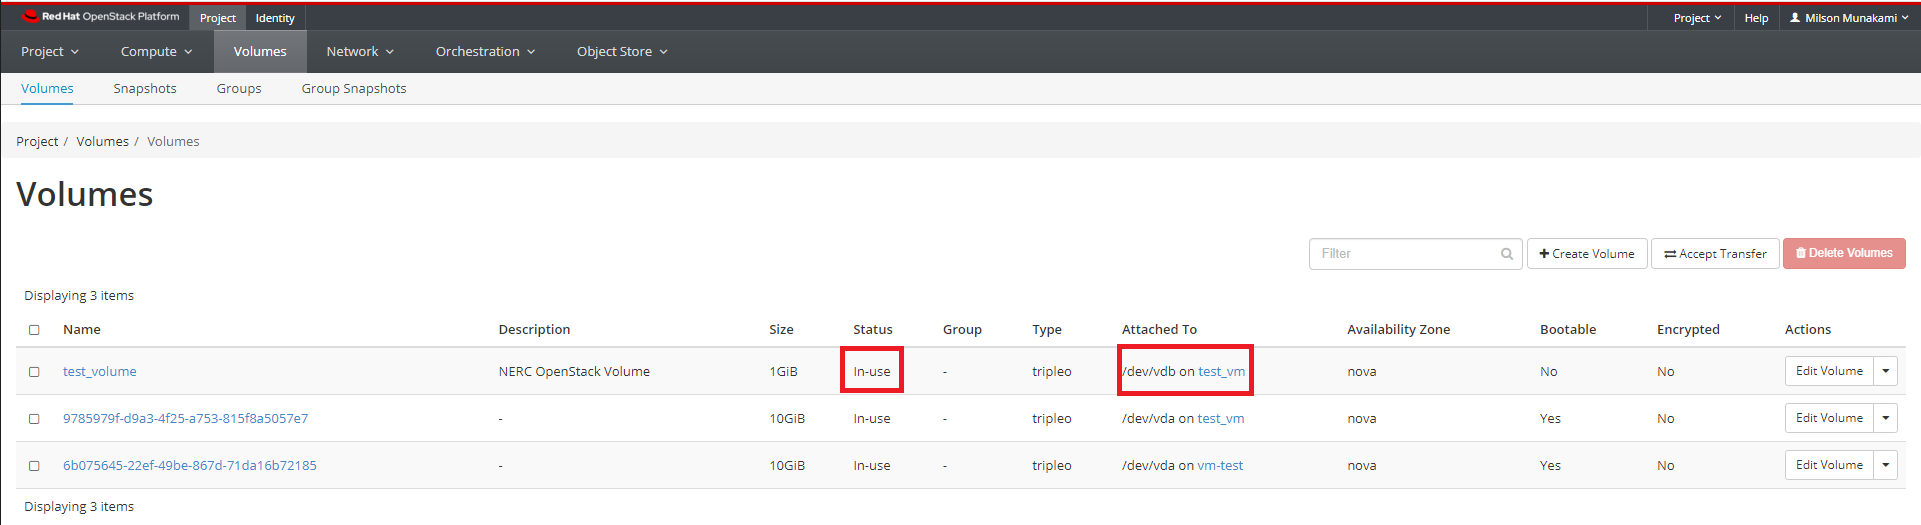 Red Hat OpenStack Platform Project Identity Project Help Milson Munakami
Project Compute Volumes Network Orchestration Object Store
Volumes Snapshots Groups Group Snapshots
Project / Volumes / Volumes
Volumes
Filter Create Volume Accept Transfer Delete Volumes
Displaying 3 items
Name Description Size Status Group Type Attached To Availability Zone Bootable Encrypted Actions
test_volume NERC OpenStack Volume 1GiB In-use - tripleo /dev/vdb on test_vm nova No No Edit Volume
9785979f-d9a3-4f25-a753-815f8a5057e7 - 10GiB In-use - tripleo /dev/vda on test_vm nova Yes No Edit Volume
6b075645-22ef-49be-867d-71da16b72185 - 10GiB In-use - tripleo /dev/vda on vm-test nova Yes No Edit Volume
Displaying 3 items